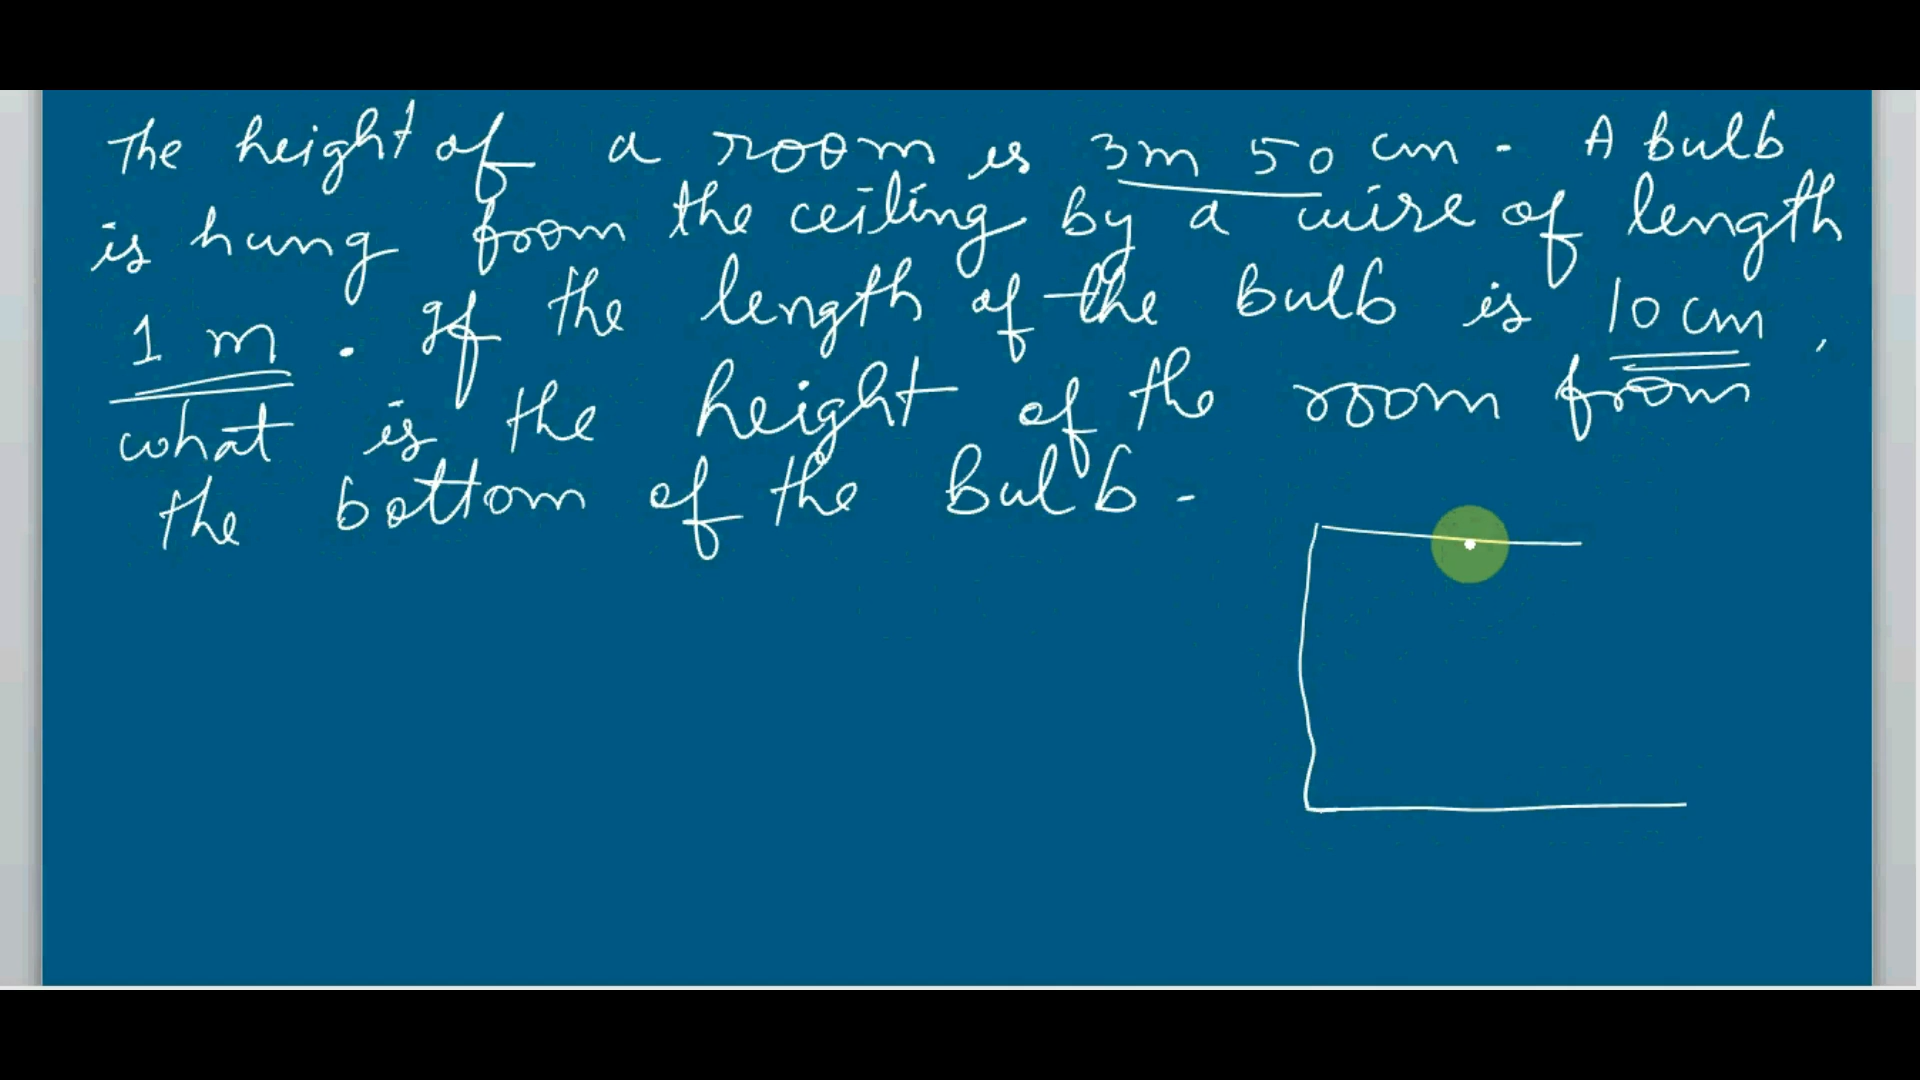 The height of a room is 3m 50 cm. A bulb
is hung from the ceiling by a wire of length
1 m. If the length of the bulb is 10 cm,
what is the height of the room from
the bottom of the Bulb.